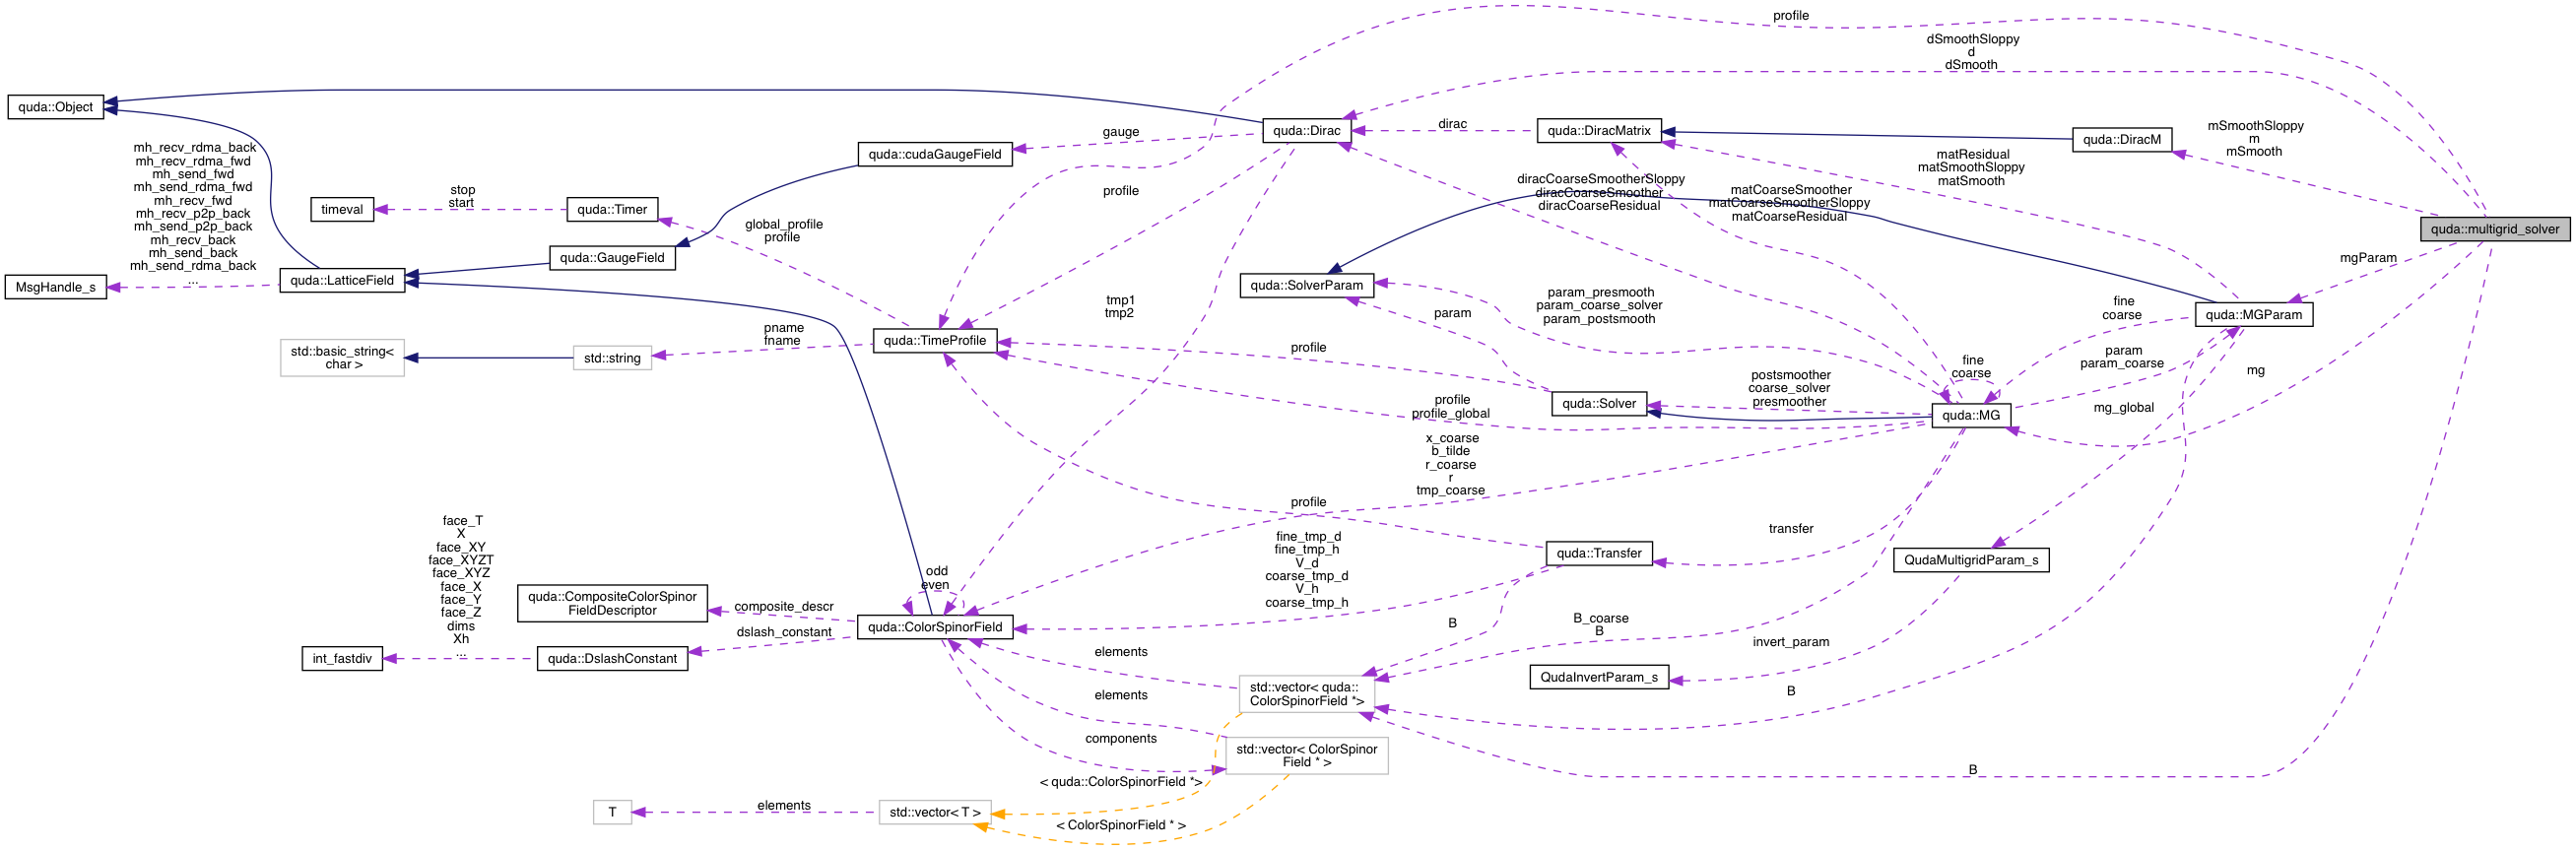 profile
dSmoothSloppy
d
dSmooth
quda::Object
gauge
quda::Dirac
dirac
quda::DiracMatrix
quda::DiracM
mSmoothSloppy
m
mSmooth
mh_recv_rdma_back
mh_recv_rdma_fwd
mh_send_fwd
mh_send_rdma_fwd
mh_recv_fwd
mh_recv_p2p_back
mh_send_p2p_back
mh_recv_back
mh_send_back
mh_send_rdma_back
...
quda::cudaGaugeField
matResidual
matSmoothSloppy
matSmooth
profile
diracCoarseSmootherSloppy
diracCoarseSmoother
diracCoarseResidual
matCoarseSmoother
matCoarseSmootherSloppy
matCoarseResidual
timeval
stop
start
quda::Timer
global_profile
profile
quda::multigrid_solver
quda::GaugeField
mgParam
MsgHandle_s
quda::LatticeField
quda::SolverParam
tmp1
tmp2
param
param_presmooth
param_coarse_solver
param_postsmooth
fine
coarse
quda::MGParam
pname
fname
quda::TimeProfile
std::basic_string<
char >
std::string
profile
fine
coarse
param
param_coarse
mg
postsmoother
coarse_solver
presmoother
quda::Solver
quda::MG
profile
profile_global
mg_global
x_coarse
b_tilde
r_coarse
r
tmp_coarse
profile
transfer
face_T
X
face_XY
face_XYZT
face_XYZ
face_X
face_Y
face_Z
dims
Xh
...
fine_tmp_d
fine_tmp_h
V_d
coarse_tmp_d
V_h
coarse_tmp_h
quda::Transfer
QudaMultigridParam_s
odd
even
quda::CompositeColorSpinor
FieldDescriptor
composite_descr
quda::ColorSpinorField
dslash_constant
B
B_coarse
B
invert_param
int_fastdiv
quda::DslashConstant
elements
QudaInvertParam_s
std::vector< quda::
ColorSpinorField *>
B
elements
components
std::vector< ColorSpinor
Field * >
B
< quda::ColorSpinorField *>
T
elements
std::vector< T >
< ColorSpinorField * >